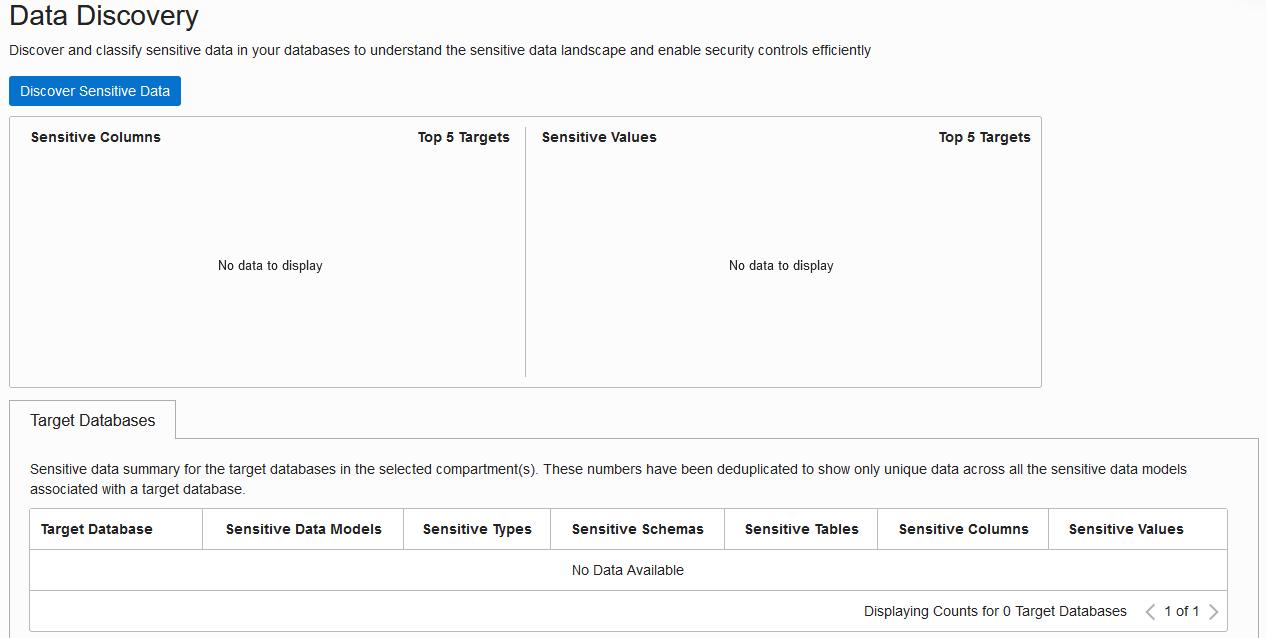 Data Discovery
Discover and classify sensitive data in your databases to understand the sensitive data landscape and enable security controls efficiently
Discover Sensitive Data
Sensitive Columns Top 5 Targets
No data to display
Sensitive Values Top 5 Targets
No data to display
Target Databases
Sensitive data summary for the target databases in the selected compartment(s). These numbers have been deduplicated to show only unique data across all the sensitive data models
associated with a target database.
Target Database Sensitive Data Models Sensitive Types Sensitive Schemas Sensitive Tables Sensitive Columns Sensitive Values
No Data Available
Displaying Counts for 0 Target Databases 1 of 1